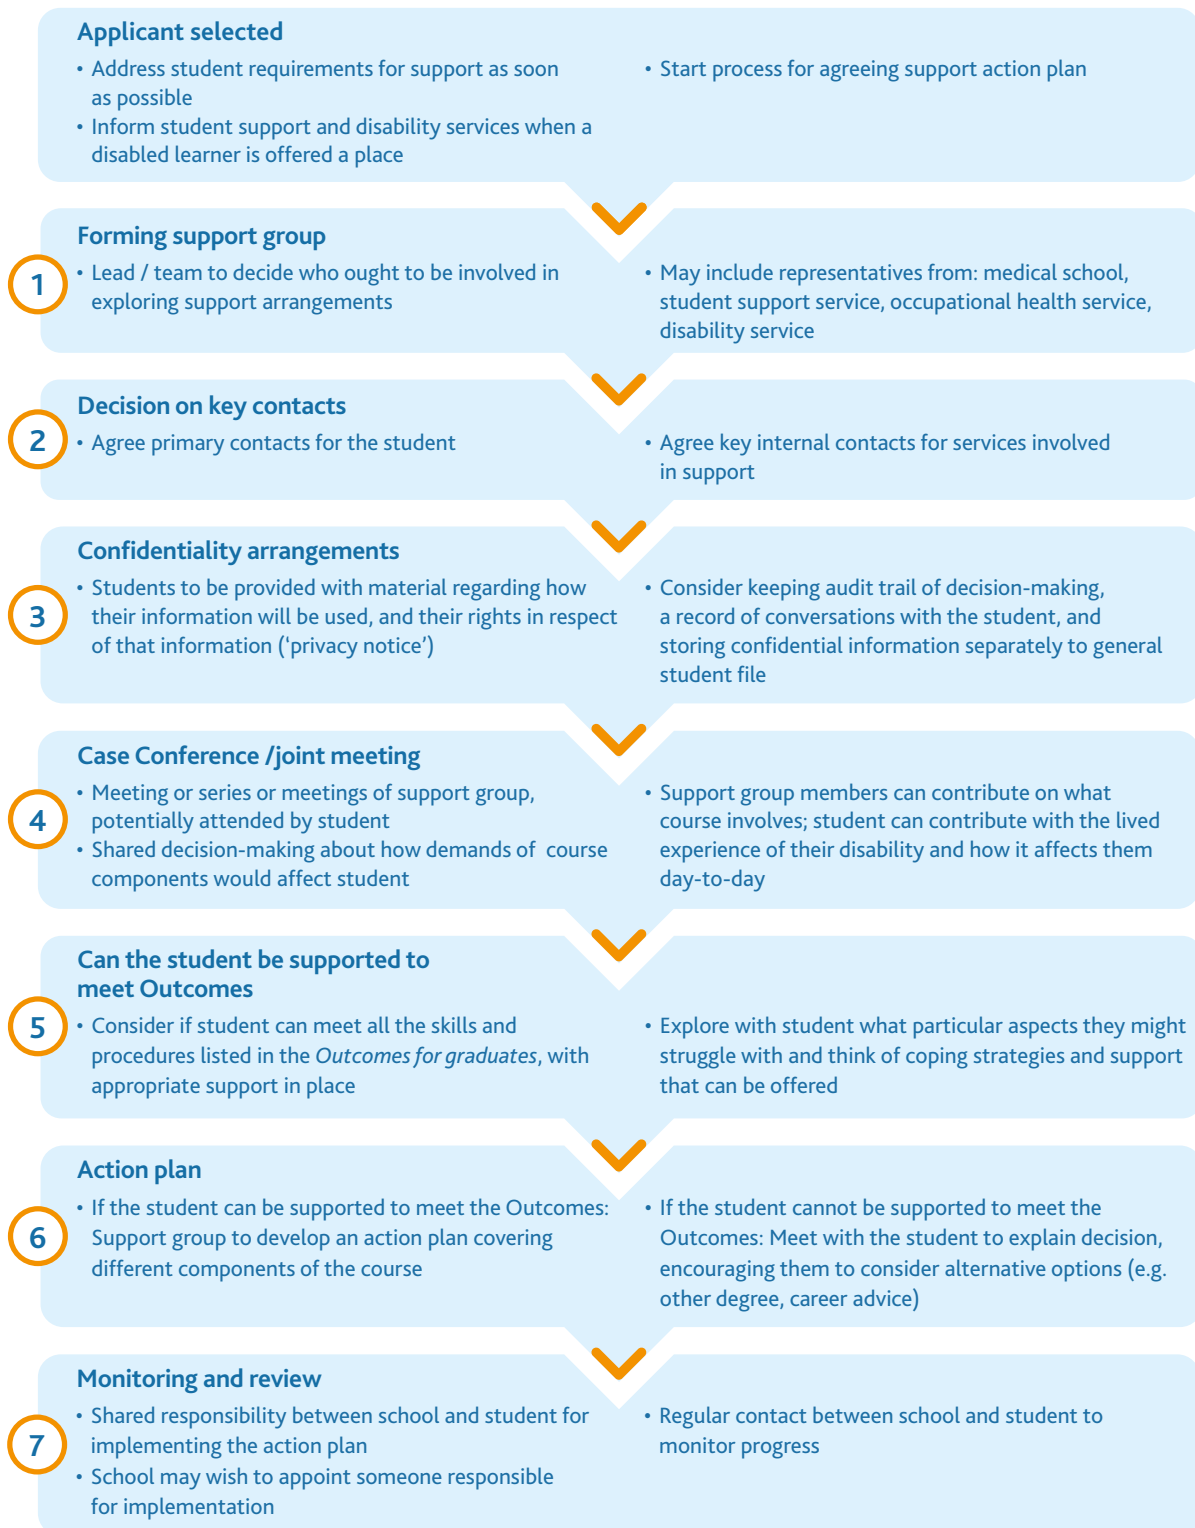 Applicant selected
• Address student requirements for support as soon
as possible
• Inform student support and disability services when a
disabled learner is offered a place
• Start process for agreeing support action plan
1
Forming support group
• Lead / team to decide who ought to be involved in
exploring support arrangements
• May include representatives from: medical school,
student support service, occupational health service,
disability service
2
Decision on key contacts
• Agree primary contacts for the student
• Agree key internal contacts for services involved
in support
3
Confidentiality arrangements
• Students to be provided with material regarding how
their information will be used, and their rights in respect
of that information (‘privacy notice’)
• Consider keeping audit trail of decision-making,
a record of conversations with the student, and
storing confidential information separately to general
student file
4
Case Conference /joint meeting
• Meeting or series or meetings of support group,
potentially attended by student
• Shared decision-making about how demands of course
components would affect student
• Support group members can contribute on what
course involves; student can contribute with the lived
experience of their disability and how it affects them
day-to-day
5
Can the student be supported to
meet Outcomes
• Consider if student can meet all the skills and
procedures listed in the Outcomes for graduates, with
appropriate support in place
• Explore with student what particular aspects they might
struggle with and think of coping strategies and support
that can be offered
6
Action plan
• If the student can be supported to meet the Outcomes:
Support group to develop an action plan covering
different components of the course
• If the student cannot be supported to meet the
Outcomes: Meet with the student to explain decision,
encouraging them to consider alternative options (e.g.
other degree, career advice)
7
Monitoring and review
• Shared responsibility between school and student for
implementing the action plan
• School may wish to appoint someone responsible
for implementation
• Regular contact between school and student to
monitor progress